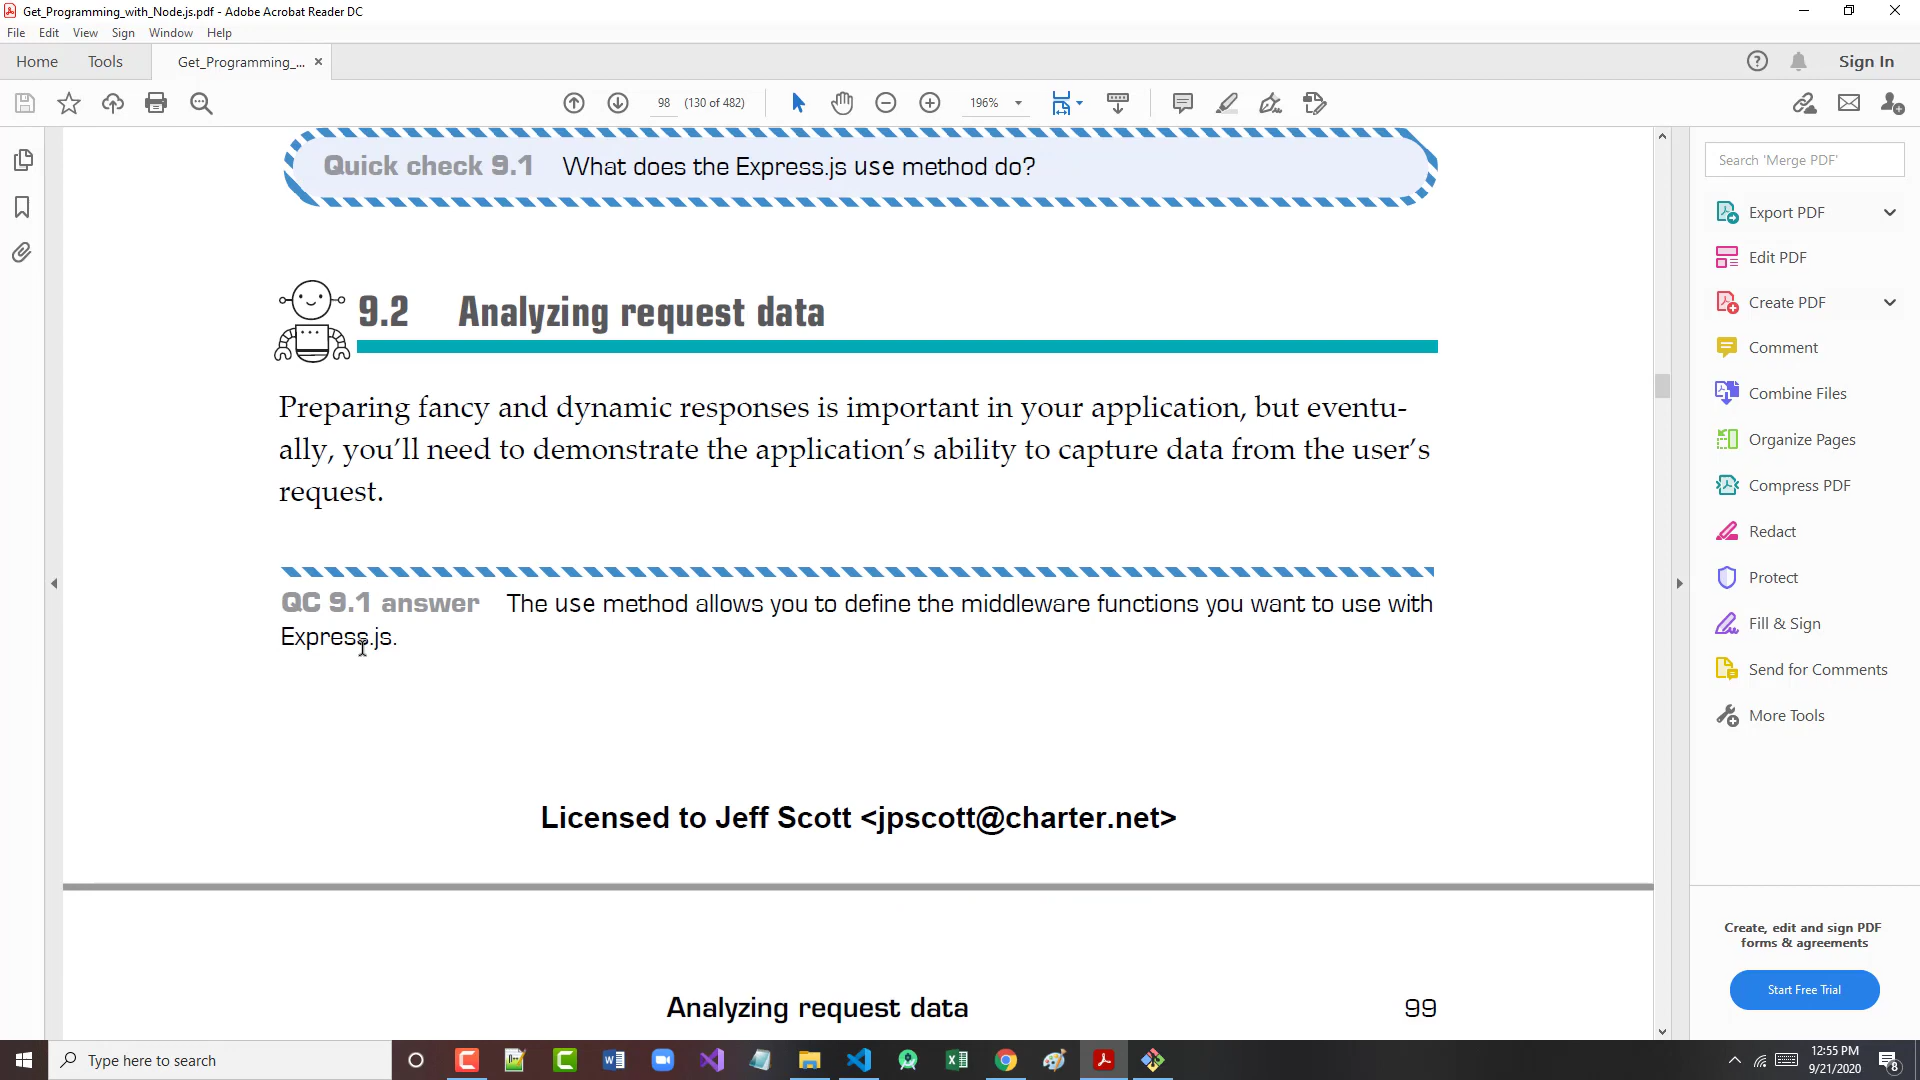 Get_Programming_with_Node.js.pdf - Adobe Acrobat Reader DC
File Edit View Sign Window Help
Home Tools Get_Programming_... × Sign In
98 (130 of 482) 196%
Quick check 9.1 What does the Express.js use method do?
9.2 Analyzing request data
Preparing fancy and dynamic responses is important in your application, but eventu-
ally, you’ll need to demonstrate the application’s ability to capture data from the user’s
request.
QC 9.1 answer The use method allows you to define the middleware functions you want to use with
Express.js.
Licensed to Jeff Scott <jpscott@charter.net>
Analyzing request data 99
Search 'Merge PDF'
Export PDF
Edit PDF
Create PDF
Comment
Combine Files
Organize Pages
Compress PDF
Redact
Protect
Fill & Sign
Send for Comments
More Tools
Create, edit and sign PDF
forms & agreements
Start Free Trial
Type here to search
12:55 PM
9/21/2020
8